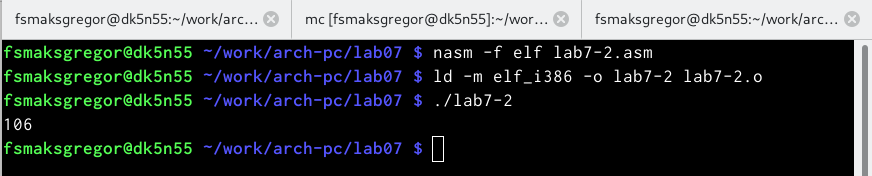 fsmaksgregor@dk5n55:~/work/arc... mc [fsmaksgregor@dk5n55]:~/wor... fsmaksgregor@dk5n55:~/work/arc...
fsmaksgregor@dk5n55 ~/work/arch-pc/lab07 $ nasm -f elf lab7-2.asm
fsmaksgregor@dk5n55 ~/work/arch-pc/lab07 $ ld -m elf_i386 -o lab7-2 lab7-2.o
fsmaksgregor@dk5n55 ~/work/arch-pc/lab07 $ ./lab7-2
106
fsmaksgregor@dk5n55 ~/work/arch-pc/lab07 $